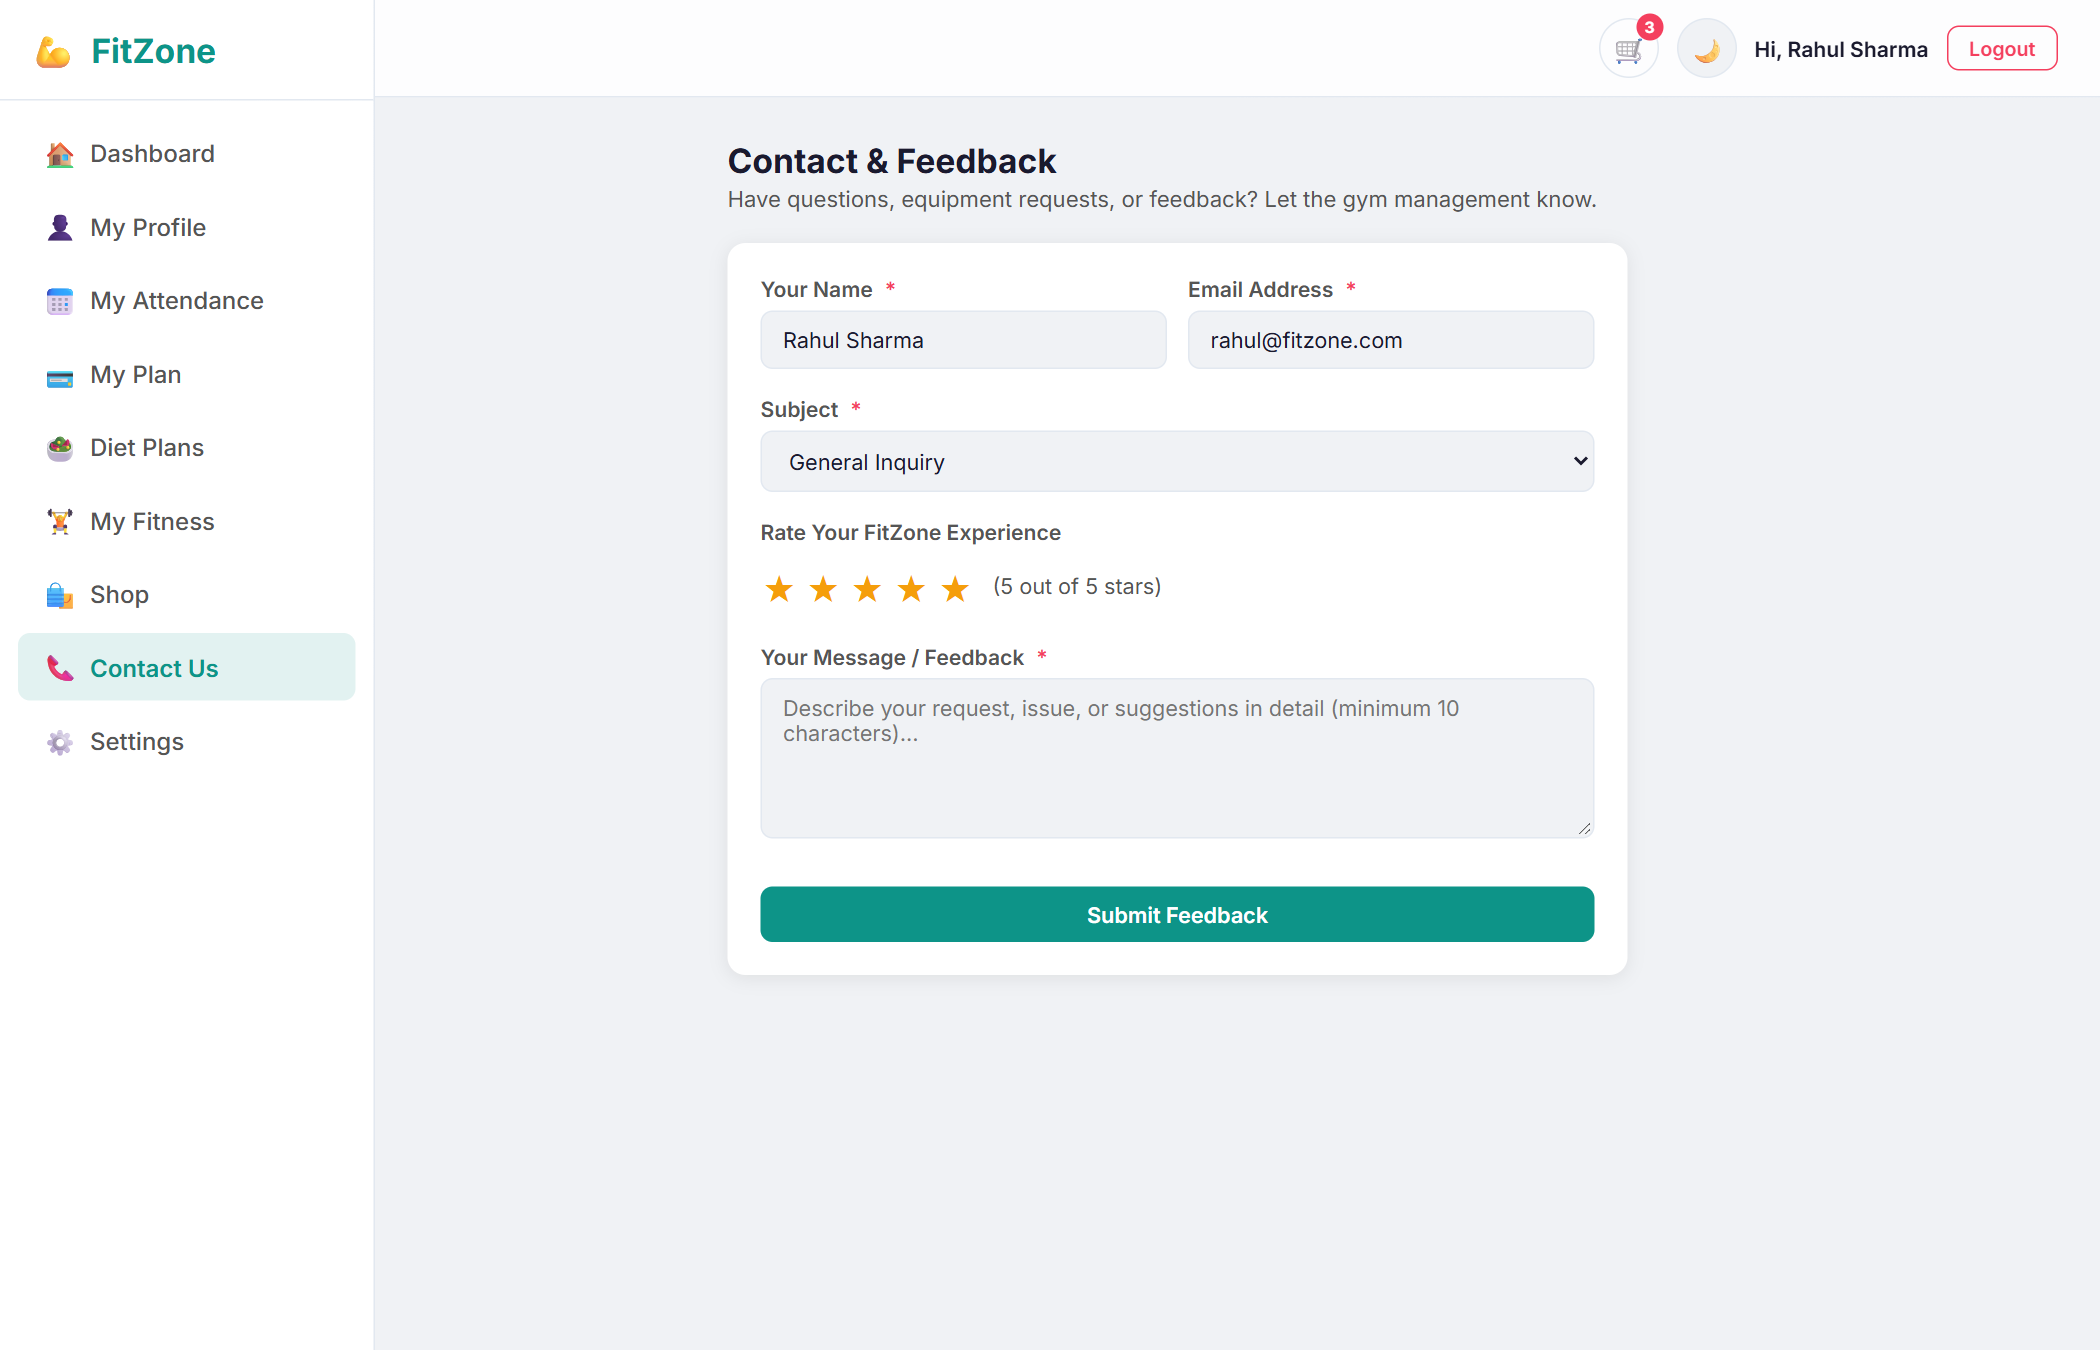 FitZone
3
Hi, Rahul Sharma
Logout
Dashboard
My Profile
My Attendance
My Plan
Diet Plans
My Fitness
Shop
Contact Us
Settings
Contact & Feedback
Have questions, equipment requests, or feedback? Let the gym management know.
Your Name *
Email Address *
Rahul Sharma
rahul@fitzone.com
Subject *
General Inquiry
Rate Your FitZone Experience
★ ★ ★ ★ ★ (5 out of 5 stars)
Your Message / Feedback *
Describe your request, issue, or suggestions in detail (minimum 10
characters)...
Submit Feedback